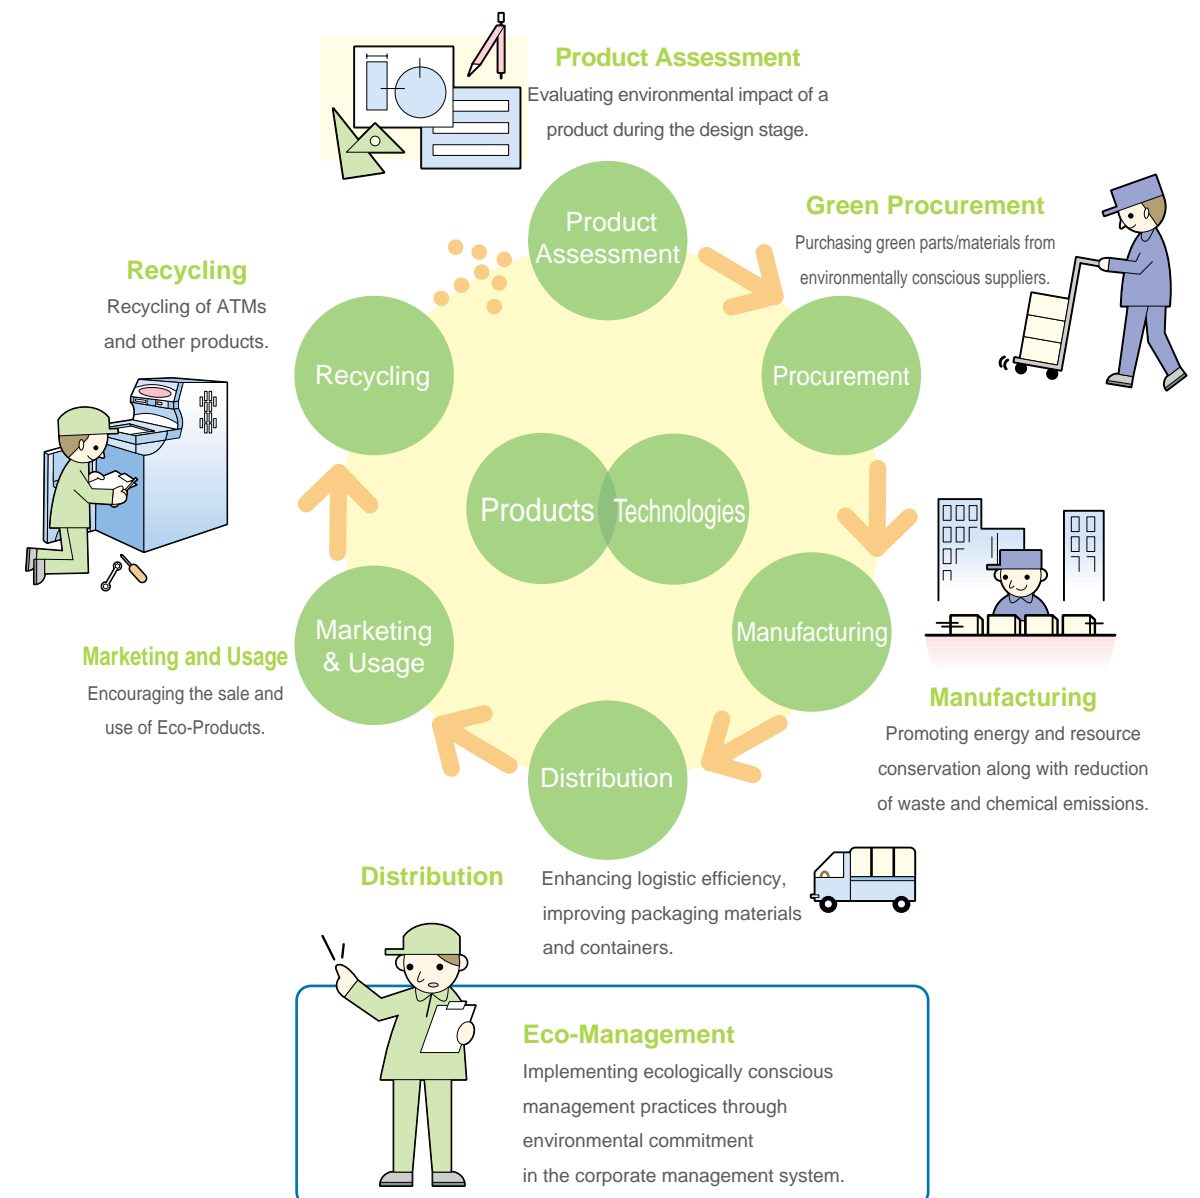 Product Assessment
Evaluating environmental impact of a
product during the design stage.
Product
Assessment
Green Procurement
Purchasing green parts/materials from
environmentally conscious suppliers.
Recycling
Recycling of ATMs
and other products.
Recycling
Procurement
Products
Technologies
Marketing
& Usage
Manufacturing
Marketing and Usage
Encouraging the sale and
use of Eco-Products.
Manufacturing
Promoting energy and resource
conservation along with reduction
of waste and chemical emissions.
Distribution
Distribution
Enhancing logistic efficiency,
improving packaging materials
and containers.
Eco-Management
Implementing ecologically conscious
management practices through
environmental commitment
in the corporate management system.